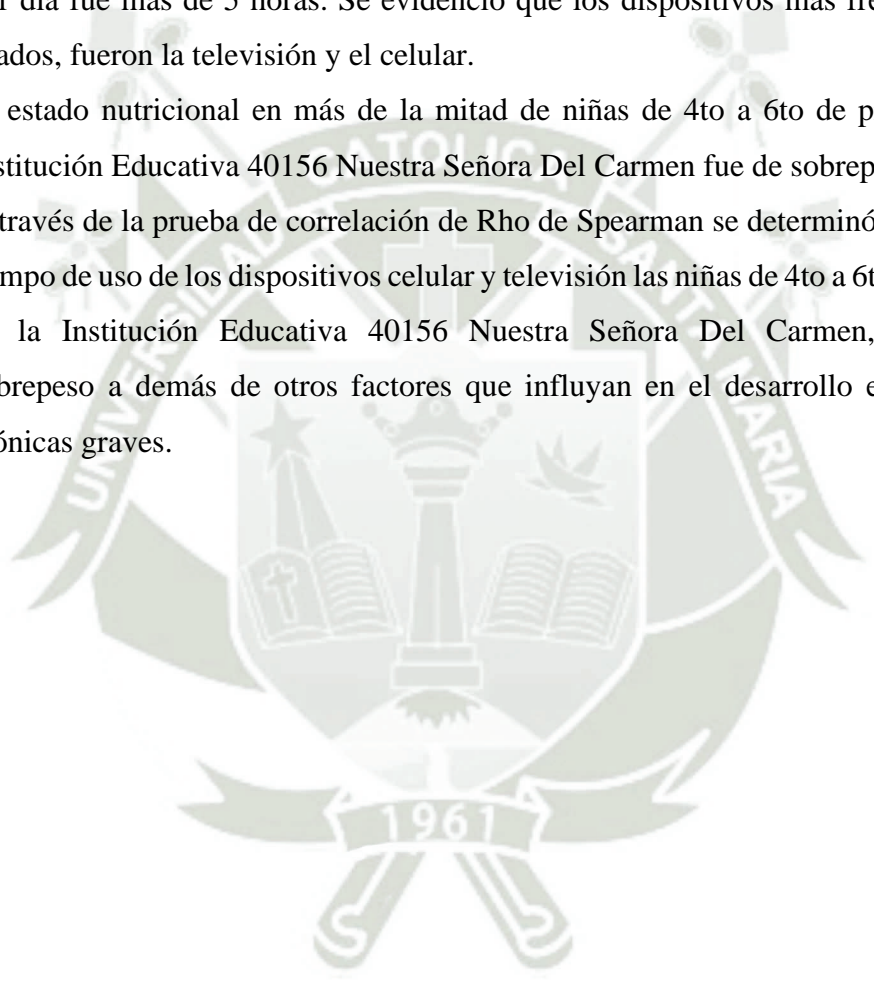 r día fue más de 5 horas. Se evidenció que los dispositivos más fre
ados, fueron la televisión y el celular.
estado nutricional en más de la mitad de niñas de 4to a 6to de p
stitución Educativa 40156 Nuestra Señora Del Carmen fue de sobrep
través de la prueba de correlación de Rho de Spearman se determinó
mpo de uso de los dispositivos celular y televisión las niñas de 4to a 6t
la Institución Educativa 40156 Nuestra Señora Del Carmen,
brepeso a demás de otros factores que influyan en el desarrollo e
ónicas graves.
UNIVERSIDAD CATOLICA SANTA MARIA
1961